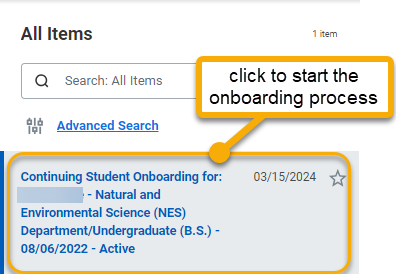 All Items
1 item
click to start the
onboarding process
Search: All Items
Advanced Search
Continuing Student Onboarding for:
03/15/2024
- Natural and
Environmental Science (NES)
Department/Undergraduate (B.S.) -
08/06/2022 - Active